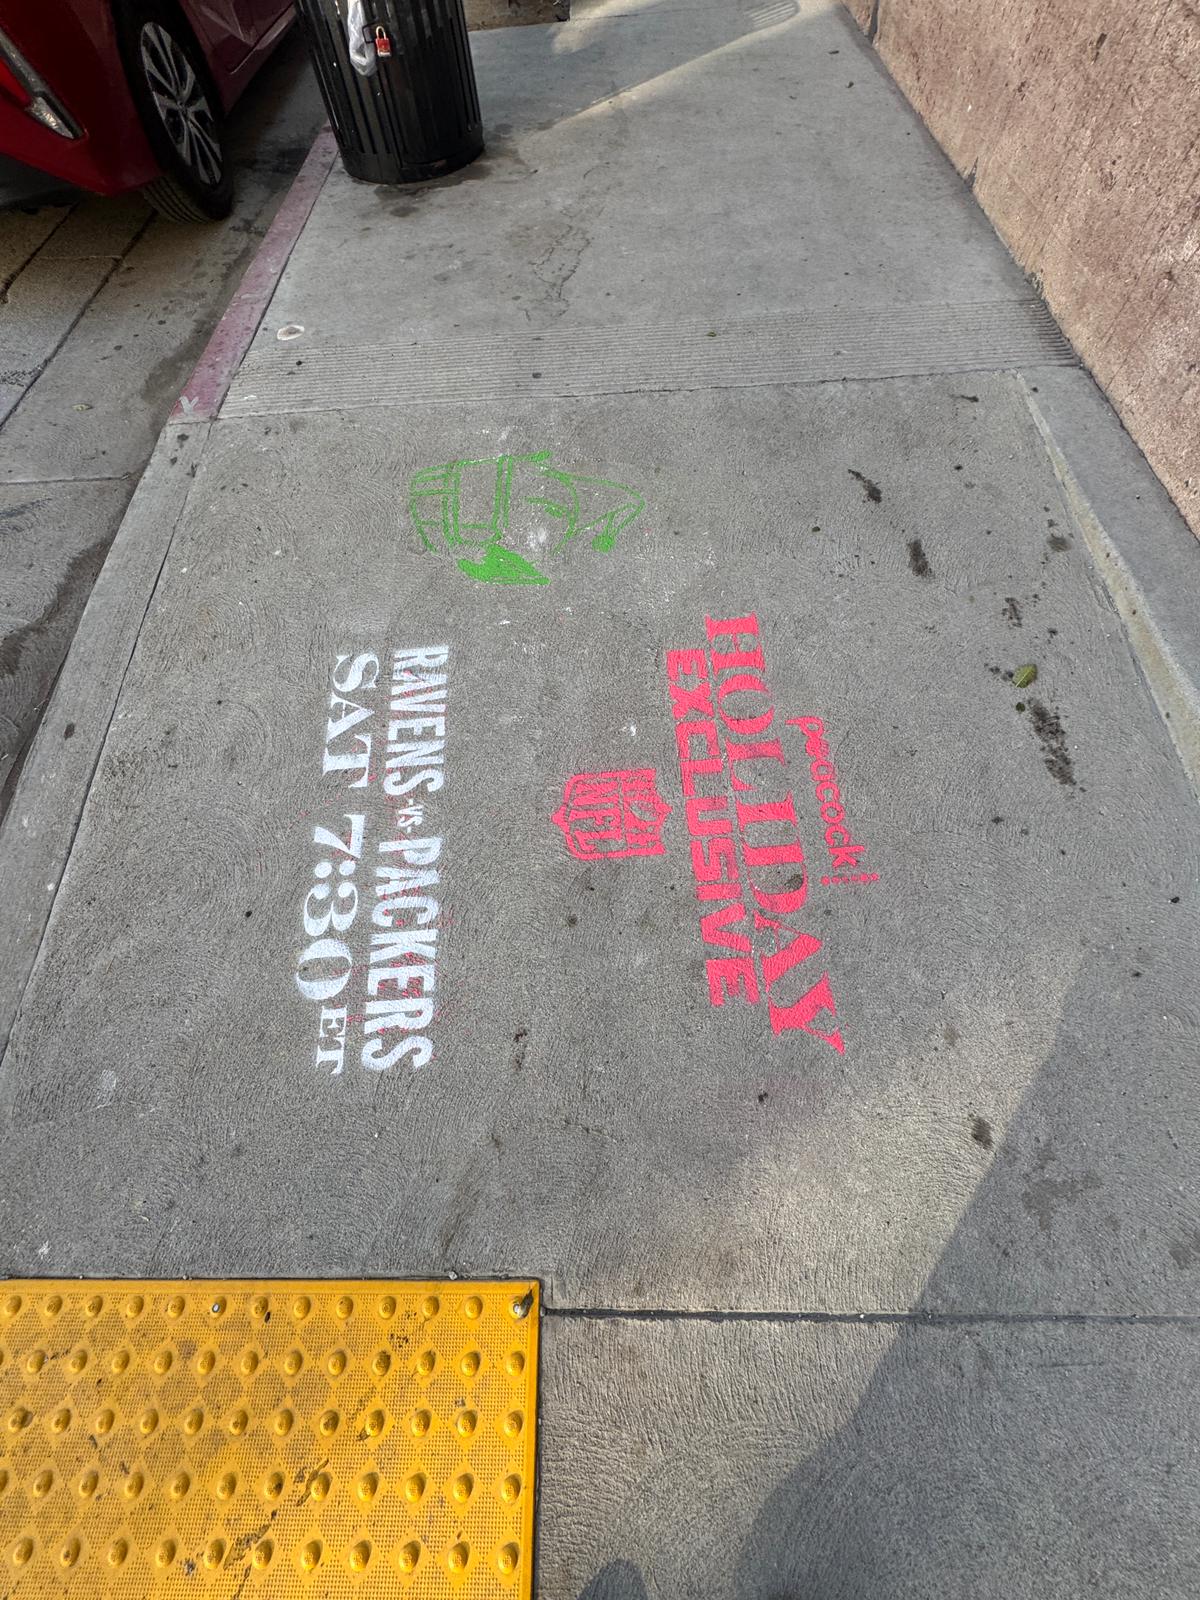 peacock
HOLIDAY
EXCLUSIVE
NFL
RAVENS -VS- PACKERS
SAT 7:30 ET